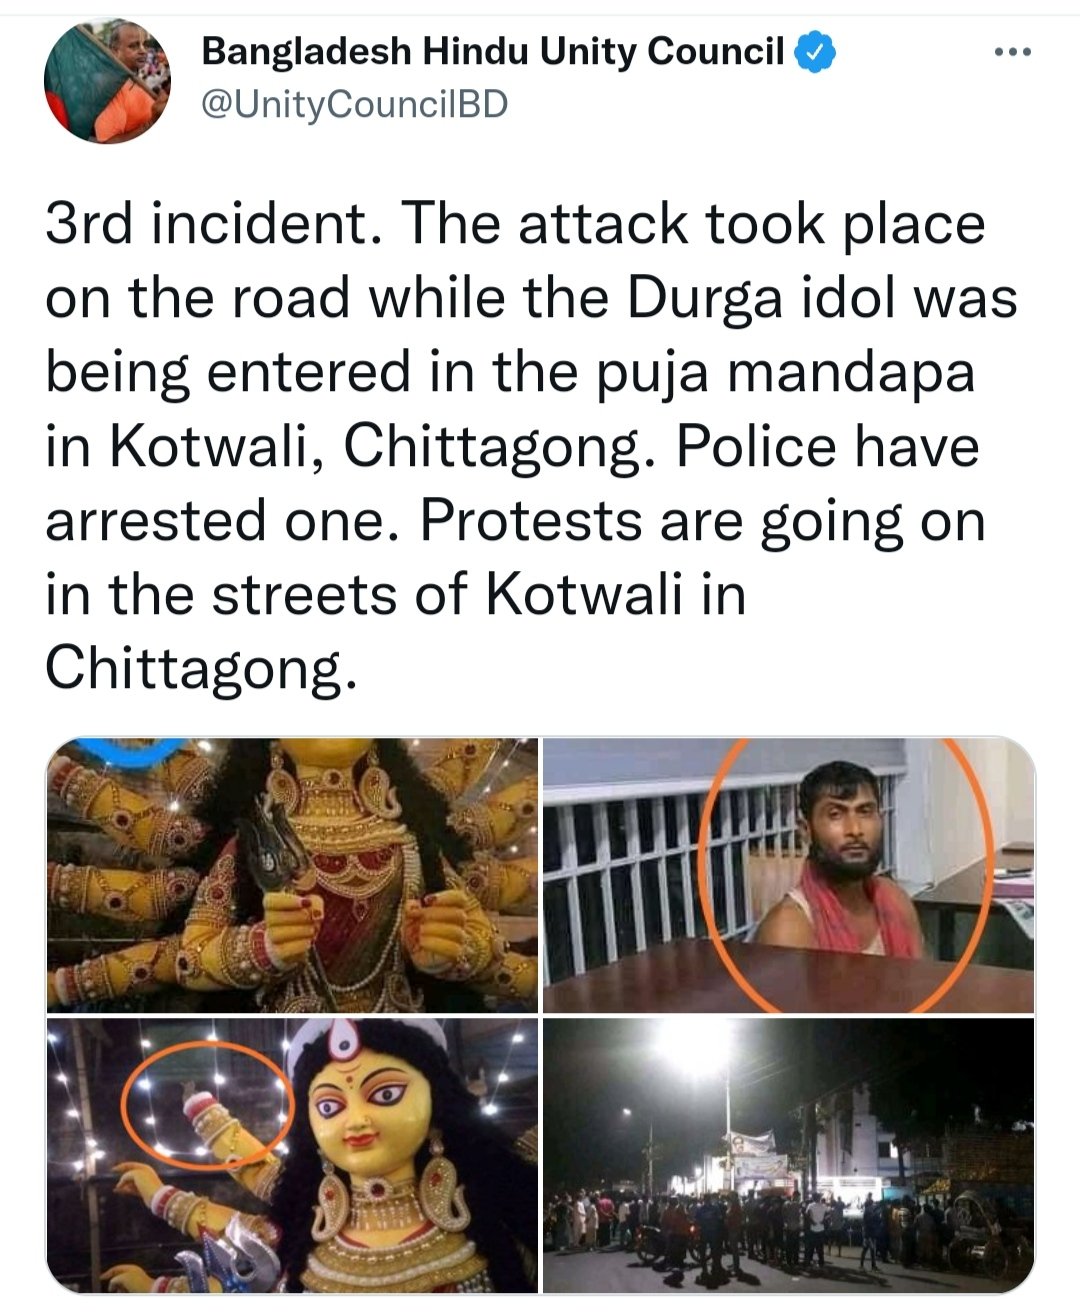 Bangladesh Hindu Unity Council
@UnityCouncilBD
3rd incident. The attack took place
on the road while the Durga idol was
being entered in the puja mandapa
in Kotwali, Chittagong. Police have
arrested one. Protests are going on
in the streets of Kotwali in
Chittagong.